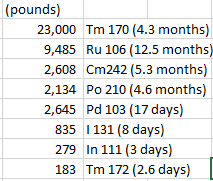 (pounds)
23,000 Tm 170 (4.3 months)
9,485 Ru 106 (12.5 months)
2,608 Cm242 (5.3 months)
2,134 Po 210 (4.6 months)
2,645 Pd 103 (17 days)
835 I 131 (8 days)
279 In 111 (3 days)
183 Tm 172 (2.6 days)